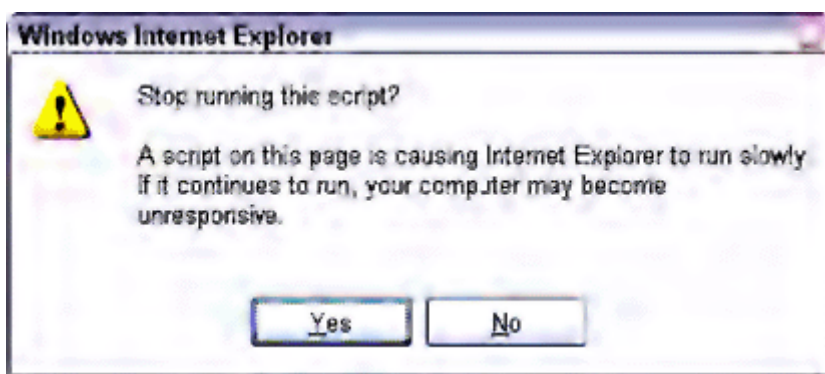 Windows Internet Explorer
Stop running this script?
A script on this page is causing Internet Explorer to run slowly
If it continues to run, your computer may become
unresponsive.
Yes
No